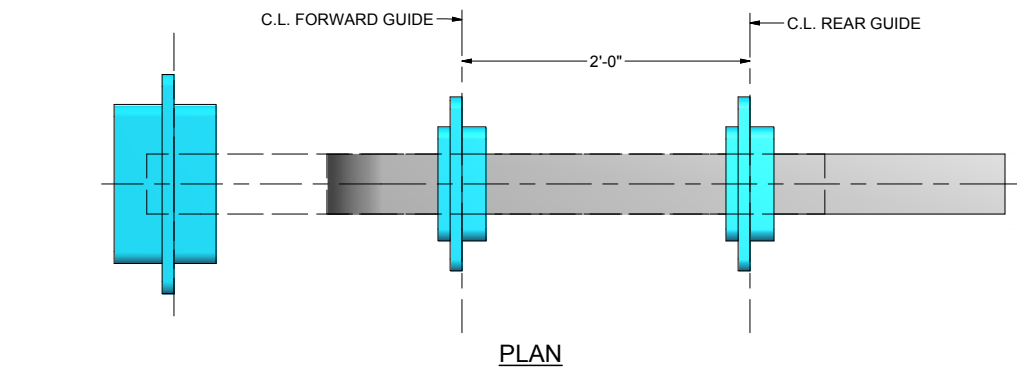 C.L. FORWARD GUIDE
C.L. REAR GUIDE
2'-0"
PLAN